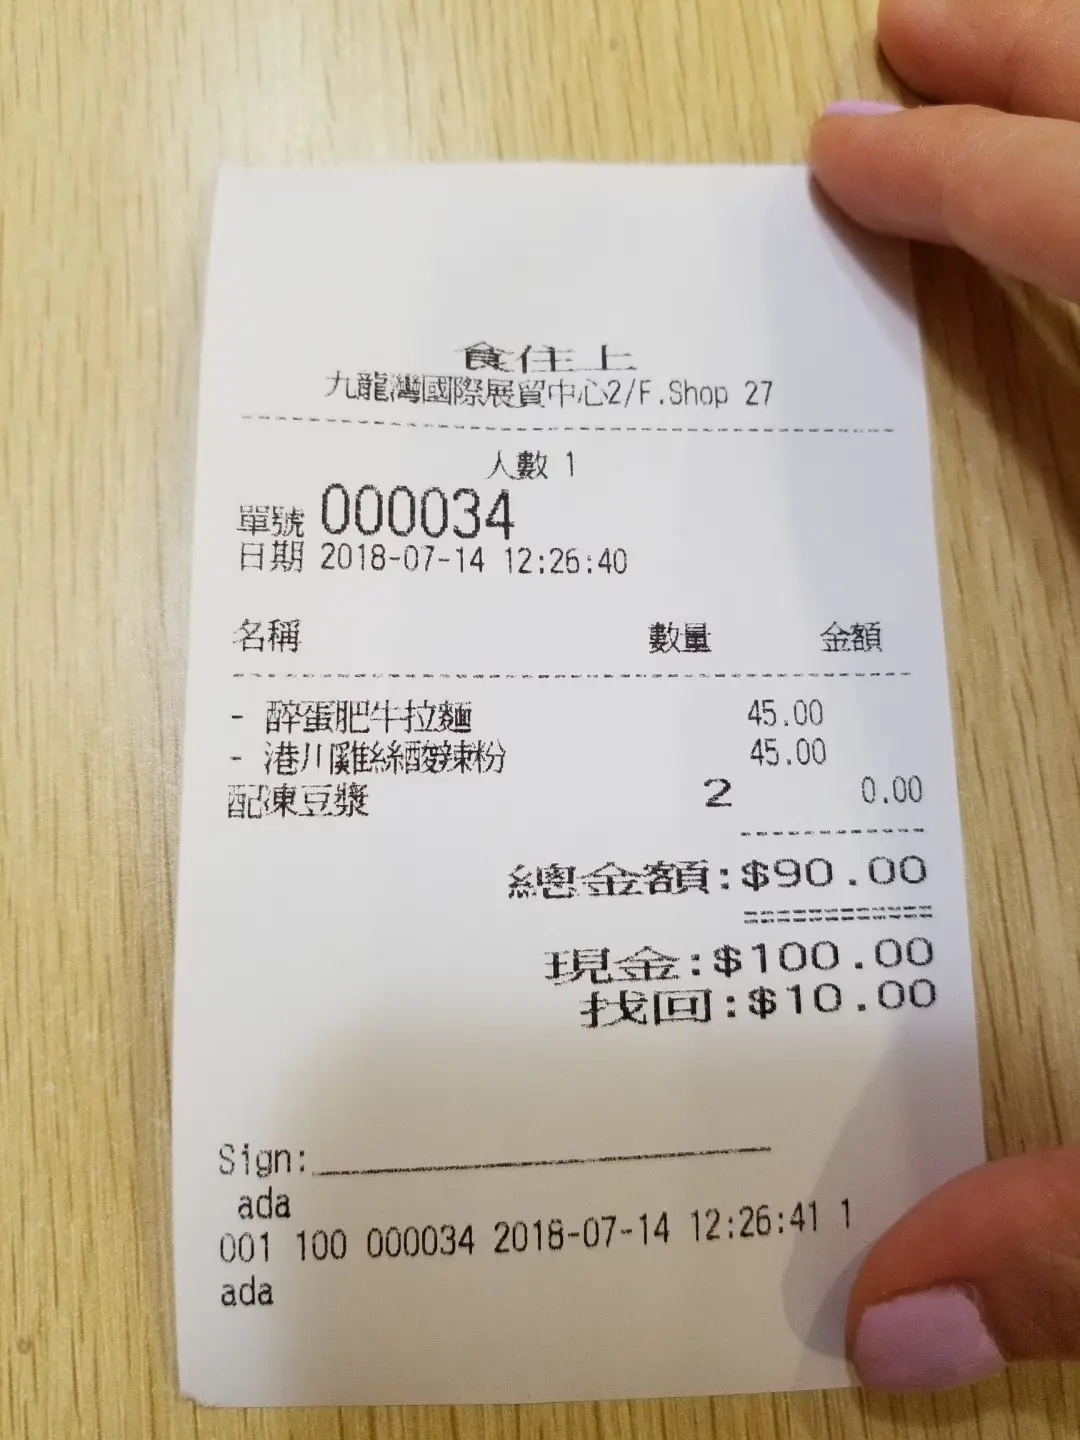 食住上
九龍灣國際展貿中心2/F.Shop 27
人數 1
單號 000034
日期 2018-07-14 12:26:40
名稱 數量 金額
- 醉蛋肥牛拉麵 45.00
- 港川雞絲酸辣粉 45.00
配凍豆漿 2 0.00
總金額:$90.00
現金:$100.00
找回:$10.00
Sign:
ada
001 100 000034 2018-07-14 12:26:41 1
ada